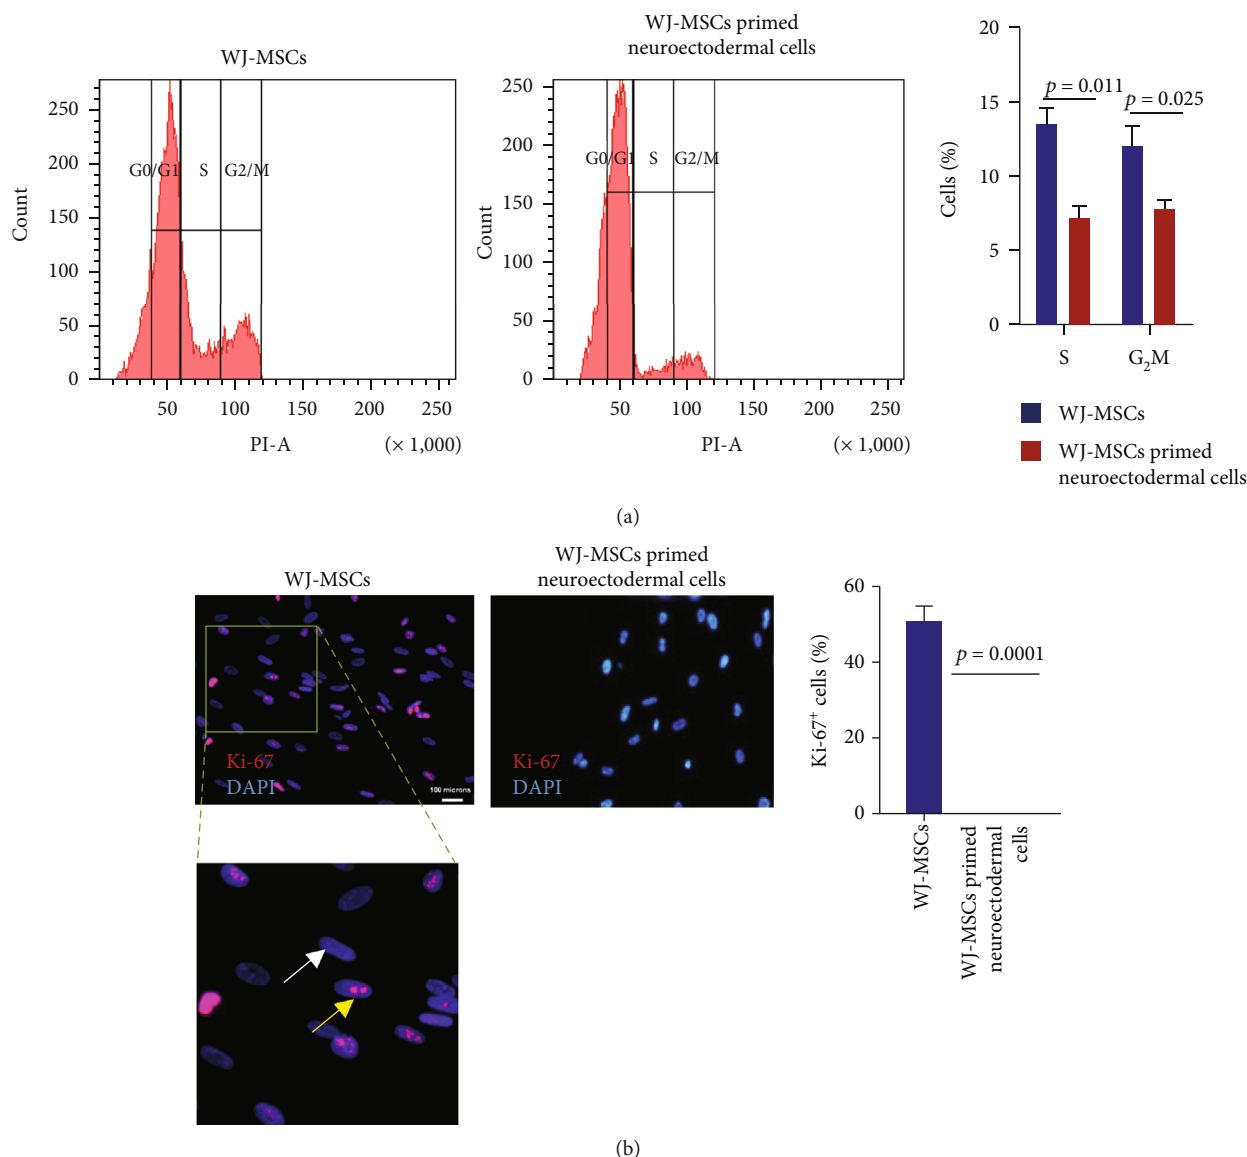 WJ-MSCs
250
200
150
100
50
0
Count
G0/G1
S
G2/M
50
100
150
200
250
PI-A
(× 1,000)
WJ-MSCs primed
neuroectodermal cells
250
200
150
100
50
0
Count
G0/G1
S
G2/M
50
100
150
200
250
PI-A
(× 1,000)
20
15
10
5
0
Cells (%)
p = 0.011
p = 0.025
S
G2M
WJ-MSCs
WJ-MSCs primed
neuroectodermal cells
(a)
WJ-MSCs
Ki-67
DAPI
100 microns
WJ-MSCs primed
neuroectodermal cells
Ki-67
DAPI
60
40
20
0
Ki-67+ cells (%)
p = 0.0001
WJ-MSCs
WJ-MSCs primed
neuroectodermal
cells
(b)